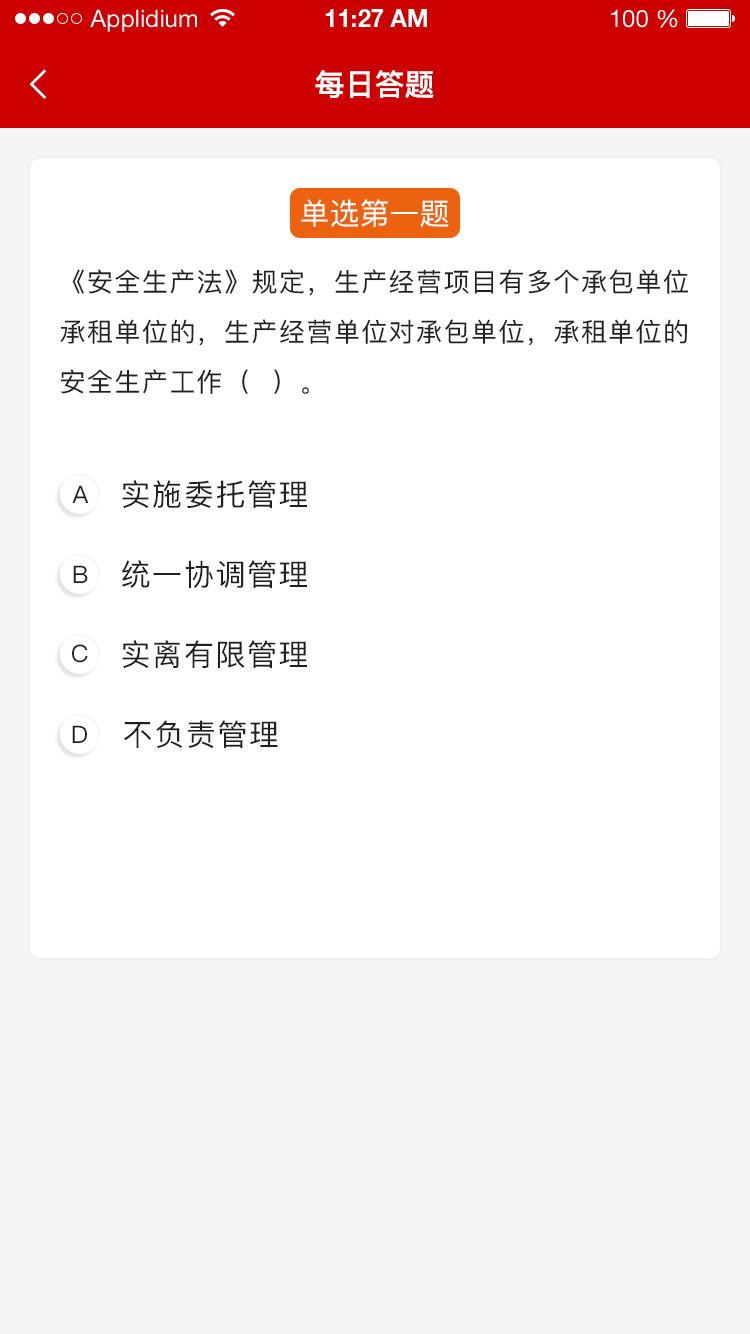 Applidium 11:27 AM 100 %
每日答题
单选第一题
《安全生产法》规定，生产经营项目有多个承包单位
承租单位的，生产经营单位对承包单位，承租单位的
安全生产工作（ ）。
A 实施委托管理
B 统一协调管理
C 实离有限管理
D 不负责管理